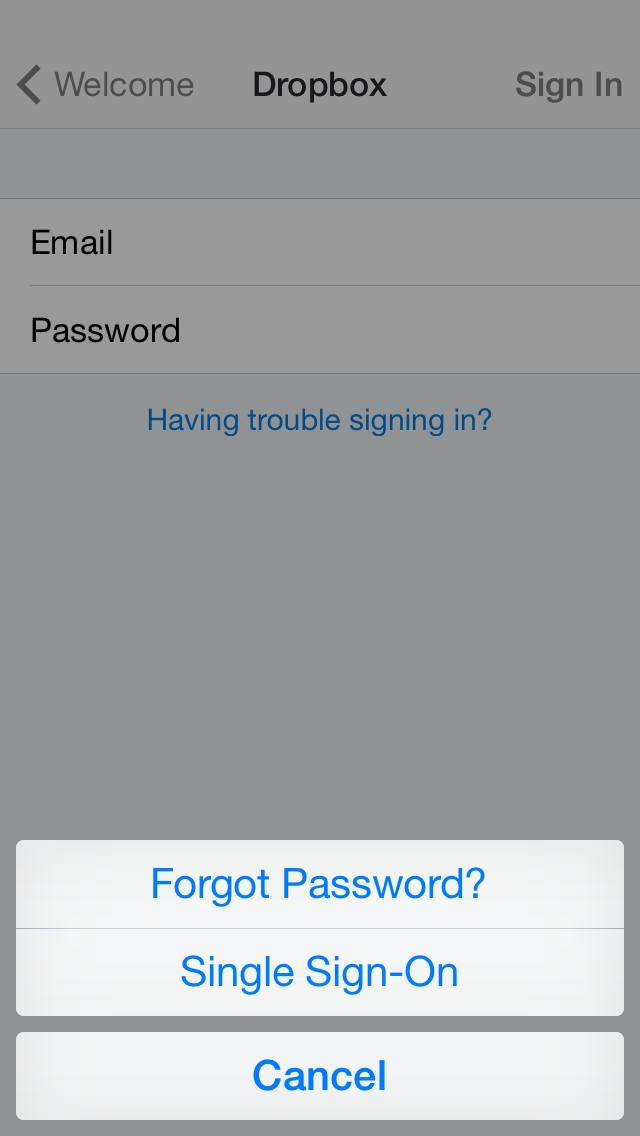 Welcome Dropbox Sign In
Email
Password
Having trouble signing in?
Forgot Password?
Single Sign-On
Cancel